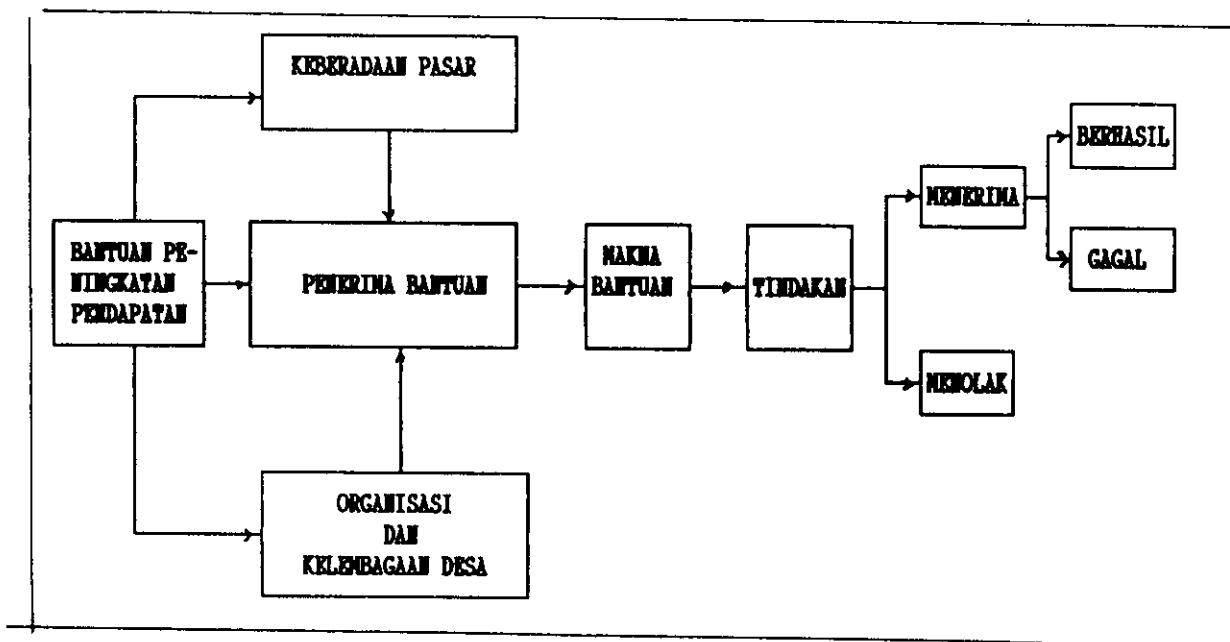 KEBERADAAN PASAR
BANTUAN PE-
NINGKATAN
PENDAPATAN
PENERIMA BANTUAN
MAKNA
BANTUAN
TINDAKAN
MENERIMA
BERHASIL
GAGAL
MENOLAK
ORGANISASI
DAN
KELEMBAGAAN DESA